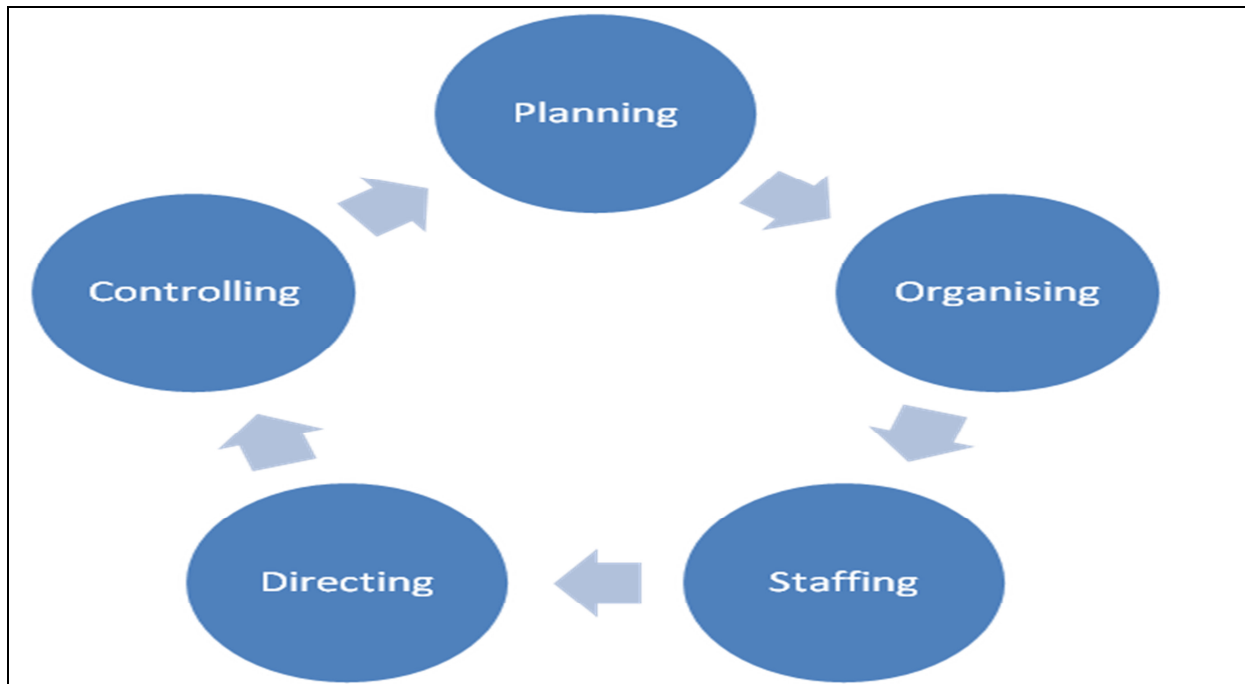 Planning
Organising
Staffing
Directing
Controlling